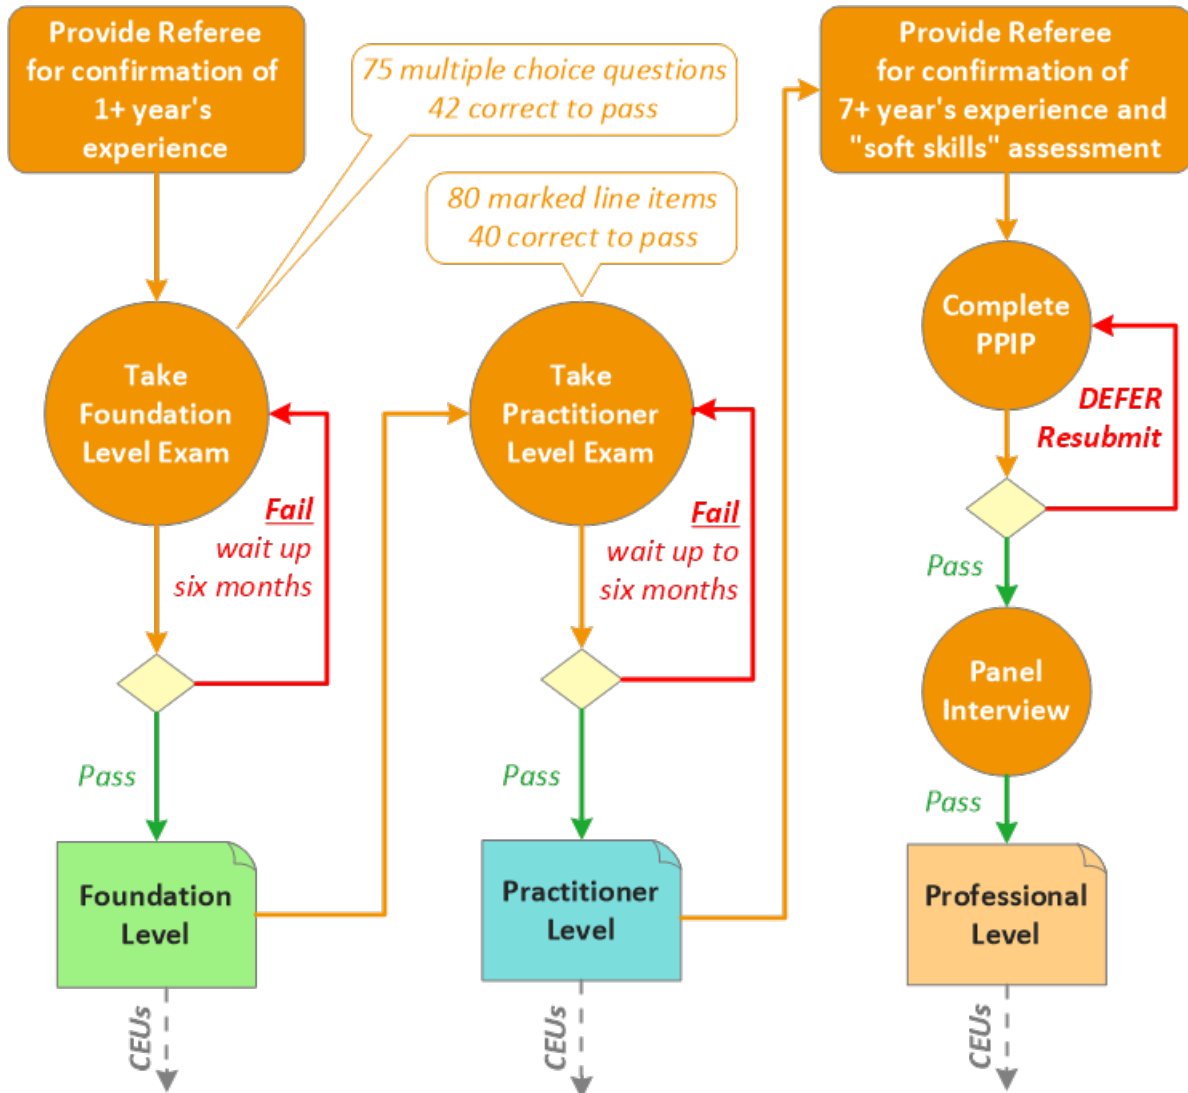 Provide Referee
for confirmation of
1+ year's
experience
75 multiple choice questions
42 correct to pass
80 marked line items
40 correct to pass
Take
Foundation
Level Exam
Fail
wait up
six months
Pass
Foundation
Level
CEUs
Take
Practitioner
Level Exam
Fail
wait up to
six months
Pass
Practitioner
Level
CEUs
Provide Referee
for confirmation of
7+ year's experience and
"soft skills" assessment
Complete
PPIP
DEFER
Resubmit
Pass
Panel
Interview
Pass
Professional
Level
CEUs